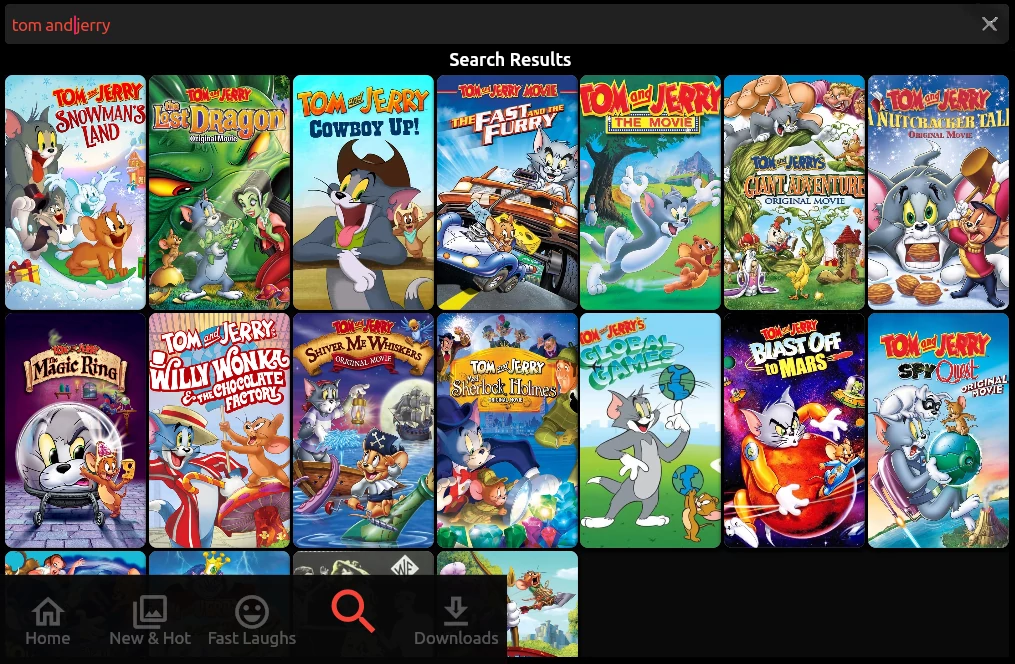 tom and jerry
Search Results
TOM and JERRY
SNOWMAN'S
LAND
TOM and JERRY
the
Lost Dragon
Original Movie
TOM and JERRY
COWBOY UP!
TOM and JERRY MOVIE
THE FAST AND THE
FURRY
TOM and JERRY
THE MOVIE
TOM and JERRY'S
GIANT ADVENTURE
ORIGINAL MOVIE
TOM and JERRY
A NUTCRACKER TAL
ORIGINAL MOVIE
The
Magic Ring
TOM and JERRY
WILLY WONKA
& THE CHOCOLATE
FACTORY
TOM and JERRY
SHIVER ME WHISKERS
ORIGINAL MOVIE
TOM and JERRY
Meet
Sherlock Holmes
ORIGINAL MOVIE
TOM and JERRY'S
GLOBAL
GAMES
TOM and JERRY
BLAST OFF
to MARS
TOM and JERRY
SPY QUEST
ORIGINAL
MOVIE
Home
New & Hot
Fast Laughs
Downloads